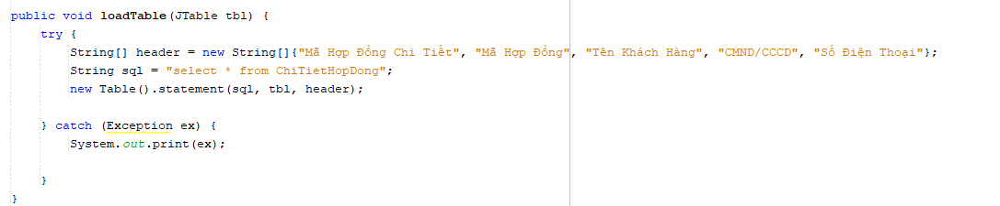 public void loadTable(JTable tbl) {
try {
String[] header = new String[]{"Mã Hợp Đồng Chi Tiết", "Mã Hợp Đồng", "Tên Khách Hàng", "CMND/CCCD", "Số Điện Thoại"};
String sql = "select * from ChiTietHopDong";
new Table().statement(sql, tbl, header);
} catch (Exception ex) {
System.out.print(ex);
}
}